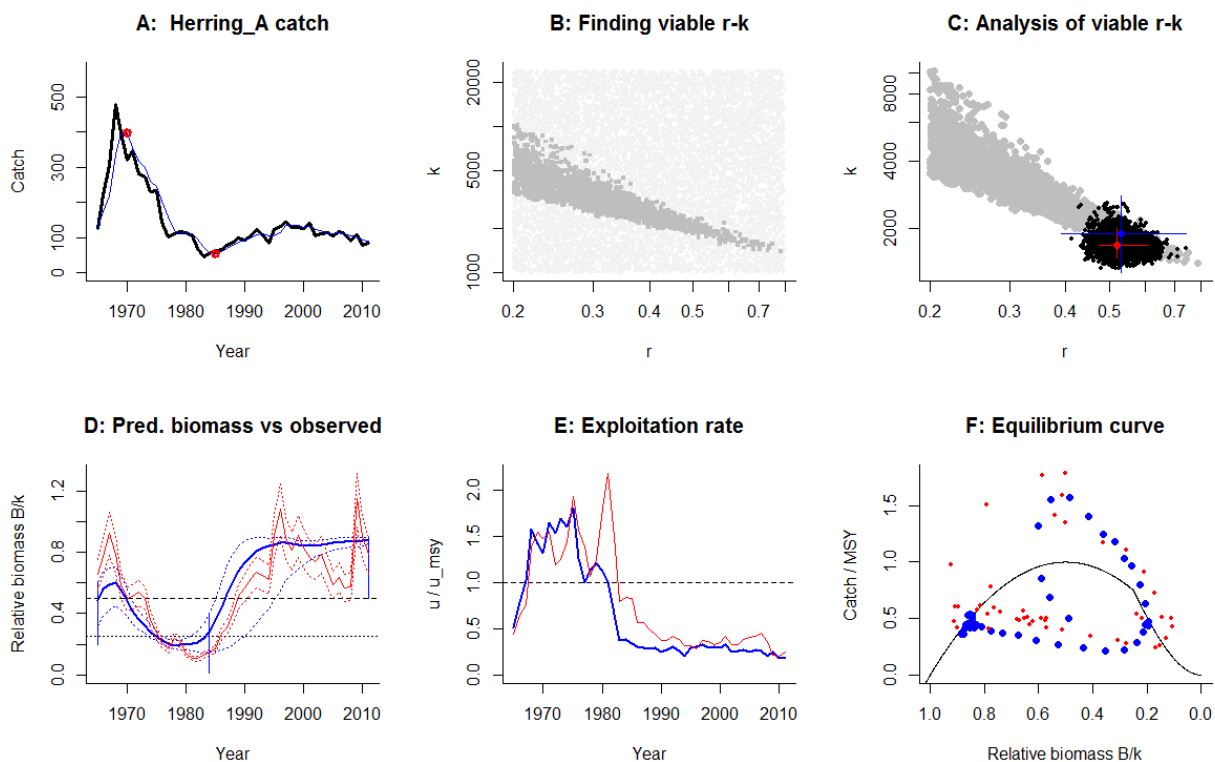 A:  Herring_A catch
Catch
0 100 300 500
1970 1980 1990 2000 2010
Year
B: Finding viable r-k
k
1000 5000 20000
0.2 0.3 0.4 0.5 0.7
r
C: Analysis of viable r-k
k
2000 4000 8000
0.2 0.3 0.4 0.5 0.7
r
D: Pred. biomass vs observed
Relative biomass B/k
0.0 0.3 0.6 0.9 1.2
1970 1980 1990 2000 2010
Year
E: Exploitation rate
u / u_msy
0.0 0.5 1.0 1.5 2.0
1970 1980 1990 2000 2010
Year
F: Equilibrium curve
Catch / MSY
0.0 0.5 1.0 1.5
1.0 0.8 0.6 0.4 0.2 0.0
Relative biomass B/k